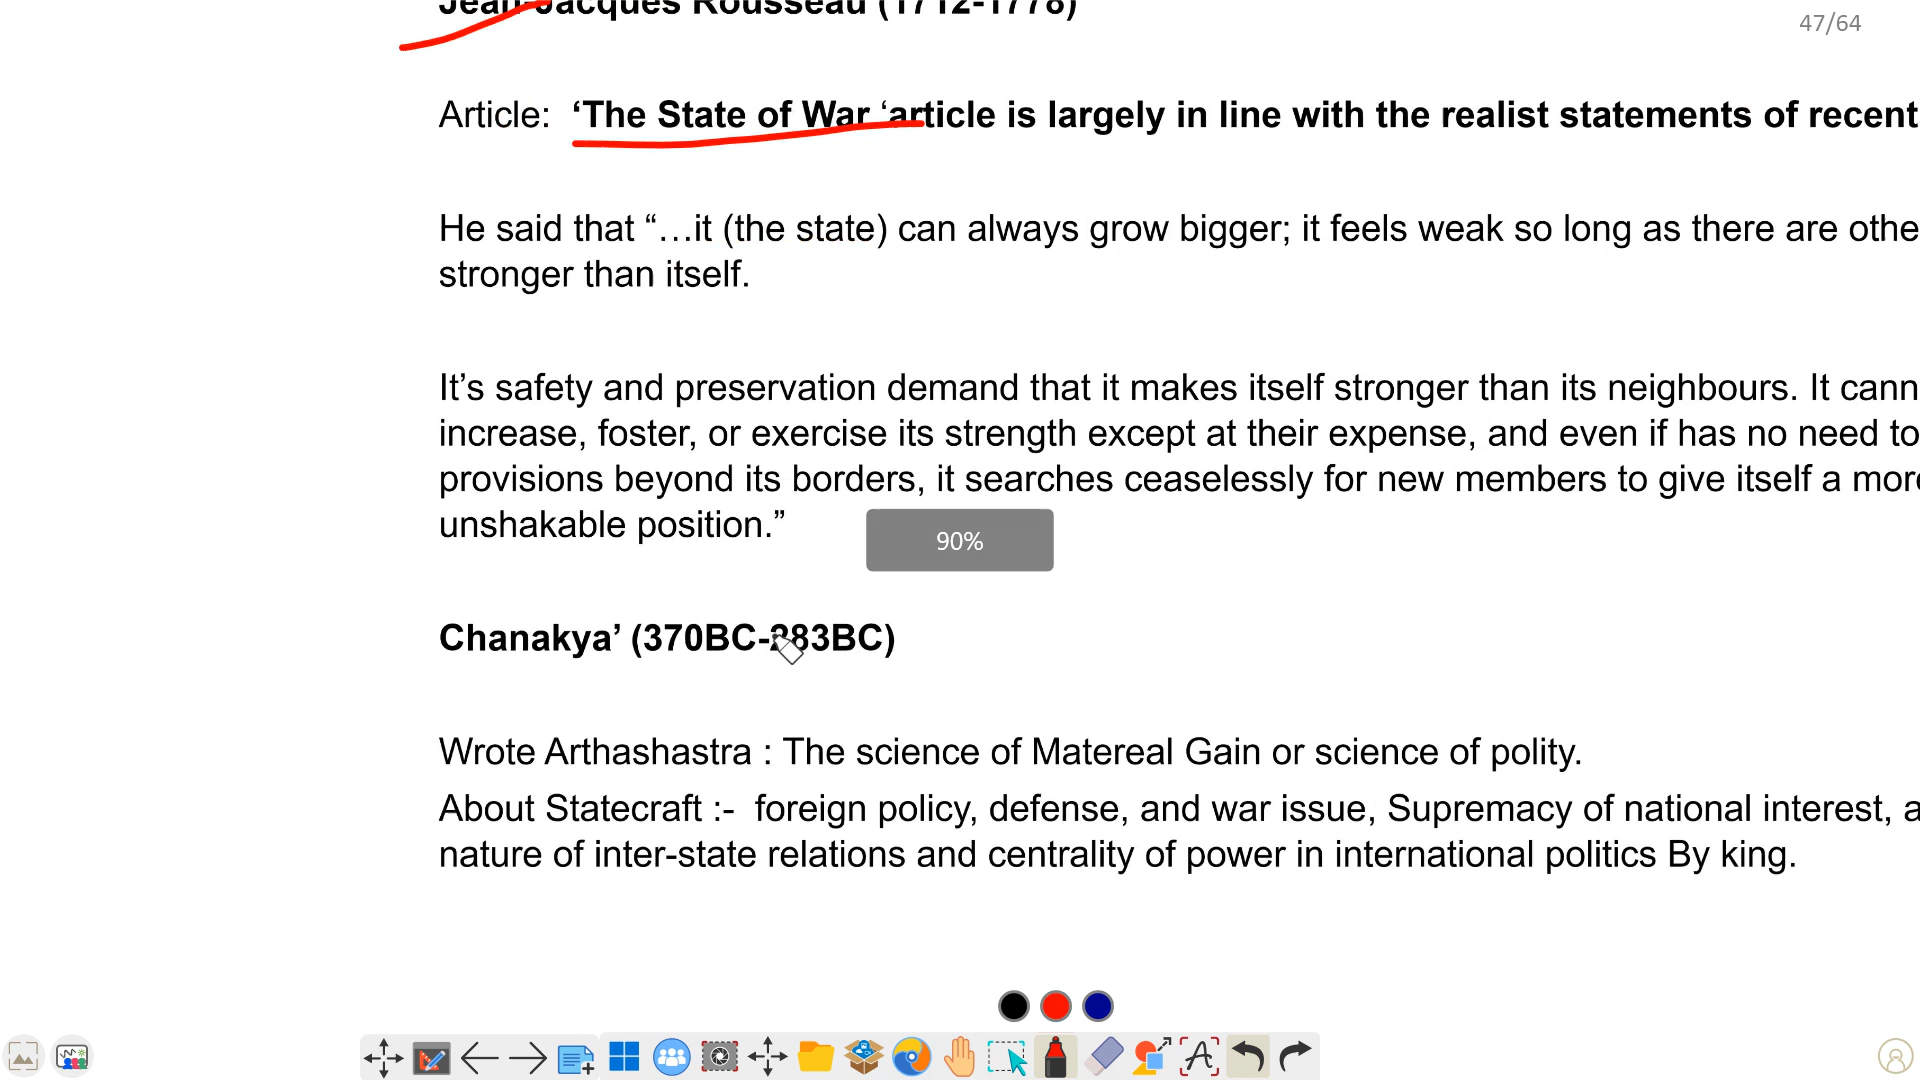 Jean-Jacques Rousseau (1712-1778)
47/64
Article: ‘The State of War ‘article is largely in line with the realist statements of recent
He said that “…it (the state) can always grow bigger; it feels weak so long as there are othe
stronger than itself.
It’s safety and preservation demand that it makes itself stronger than its neighbours. It cann
increase, foster, or exercise its strength except at their expense, and even if has no need to
provisions beyond its borders, it searches ceaselessly for new members to give itself a mor
unshakable position.”
90%
Chanakya’ (370BC-283BC)
Wrote Arthashastra : The science of Matereal Gain or science of polity.
About Statecraft :- foreign policy, defense, and war issue, Supremacy of national interest, a
nature of inter-state relations and centrality of power in international politics By king.